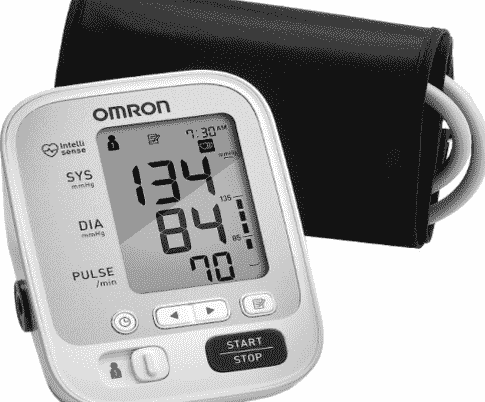 OMRON
Intelli
sense
7:30 AM
mmHg
SYS
mmHg
134
135
DIA
mmHg
84
85
PULSE
/min
70
START
STOP